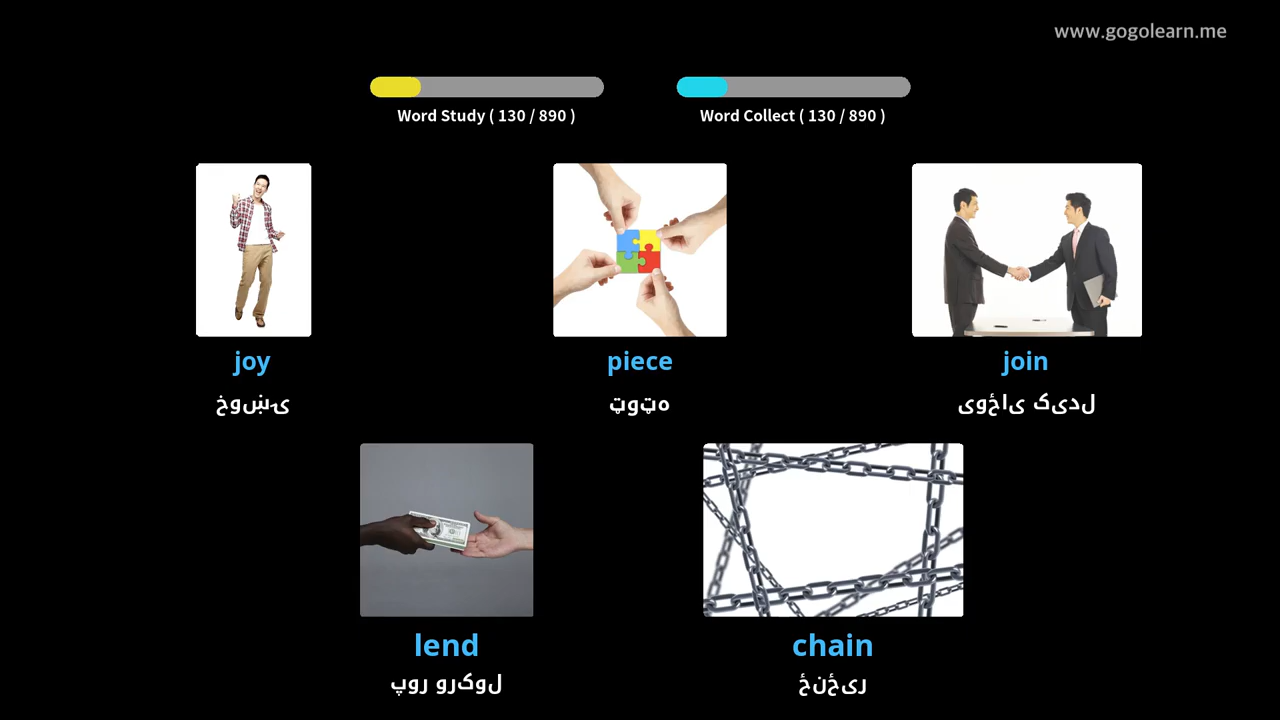 www.gogolearn.me
Word Study ( 130 / 890 )
Word Collect ( 130 / 890 )
joy
خوښۍ
piece
ټوټه
join
یوځای کیدل
lend
پور ورکول
chain
ځنځیر